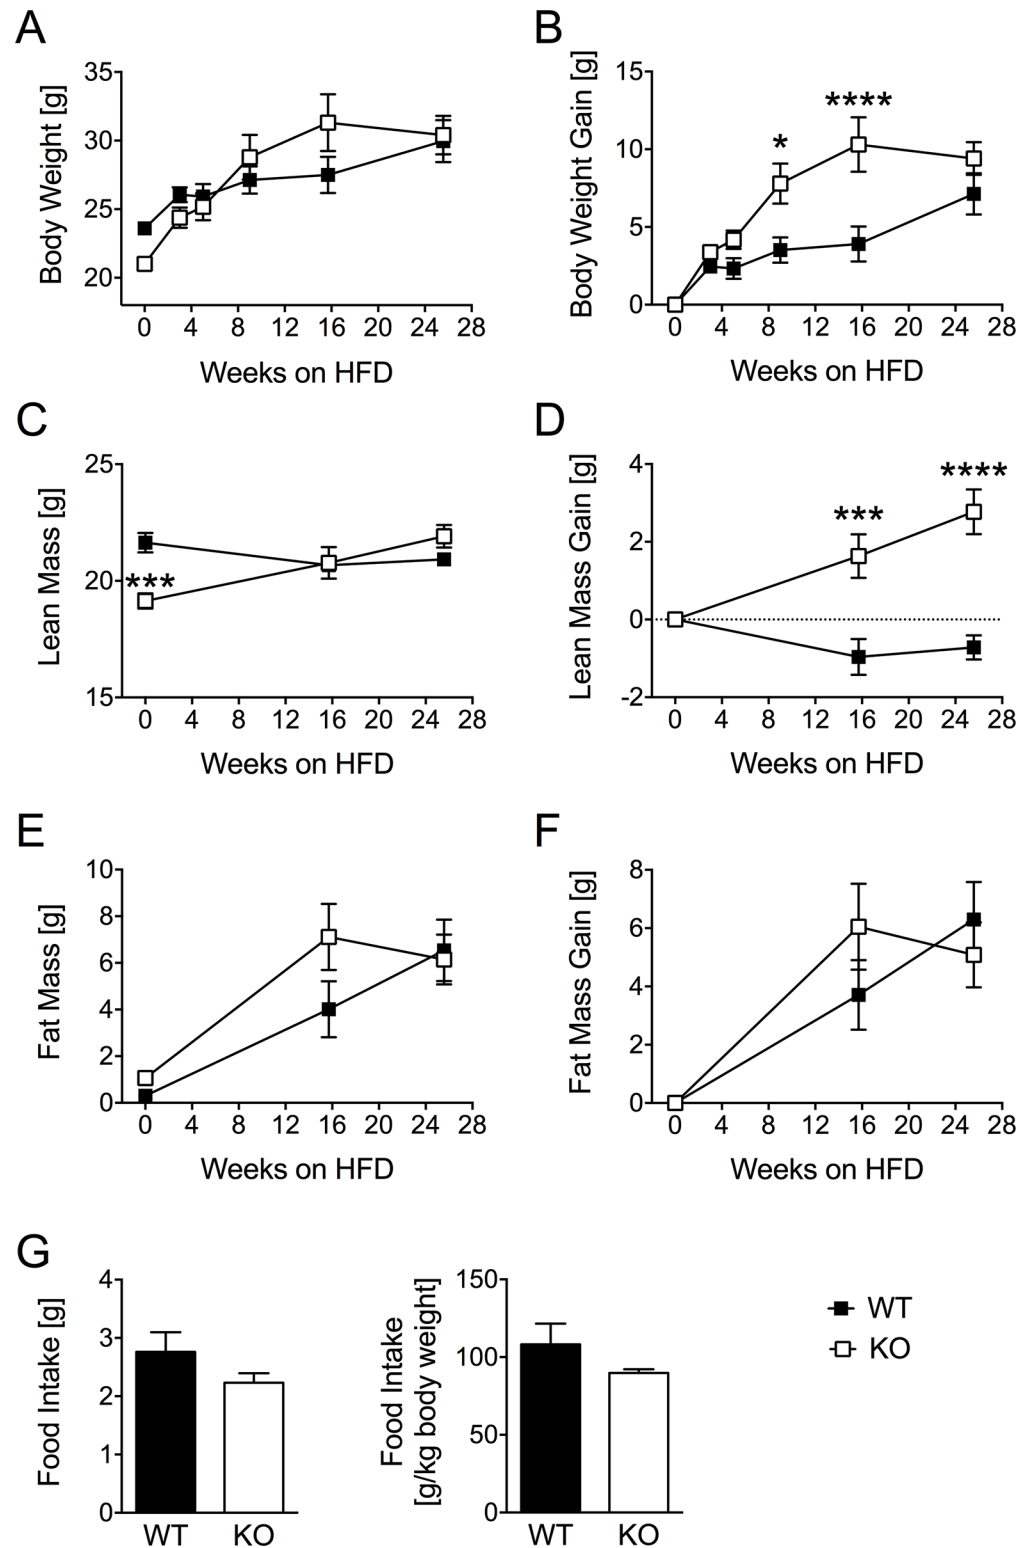 A
Body Weight [g]
35
30
25
20
0 4 8 12 16 20 24 28
Weeks on HFD
B
Body Weight Gain [g]
15
10
5
0
*
****
0 4 8 12 16 20 24 28
Weeks on HFD
C
Lean Mass [g]
25
20
15
***
0 4 8 12 16 20 24 28
Weeks on HFD
D
Lean Mass Gain [g]
4
2
0
-2
***
****
0 4 8 12 16 20 24 28
Weeks on HFD
E
Fat Mass [g]
10
8
6
4
2
0
0 4 8 12 16 20 24 28
Weeks on HFD
F
Fat Mass Gain [g]
8
6
4
2
0
0 4 8 12 16 20 24 28
Weeks on HFD
G
Food Intake [g]
4
3
2
1
0
WT KO
Food Intake
[g/kg body weight]
150
100
50
0
WT KO
WT
KO